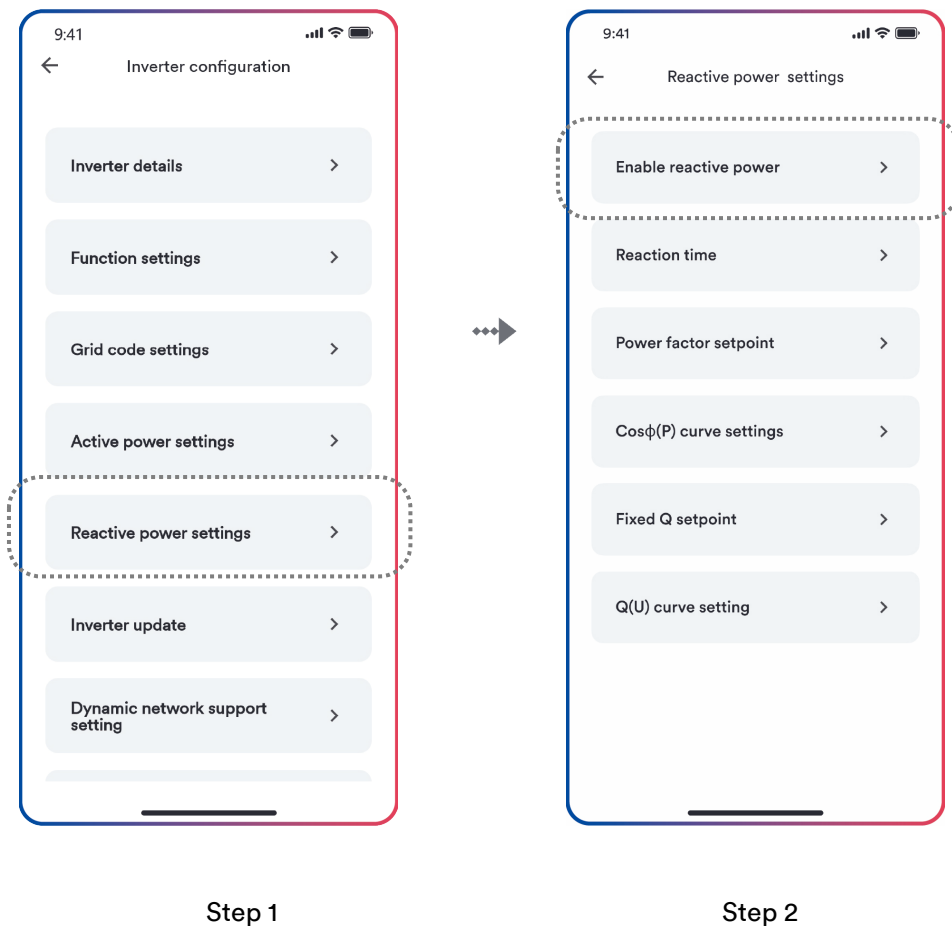 9:41
Inverter configuration
Inverter details
Function settings
Grid code settings
Active power settings
Reactive power settings
Inverter update
Dynamic network support
setting
Step 1
9:41
Reactive power settings
Enable reactive power
Reaction time
Power factor setpoint
Cosϕ(P) curve settings
Fixed Q setpoint
Q(U) curve setting
Step 2